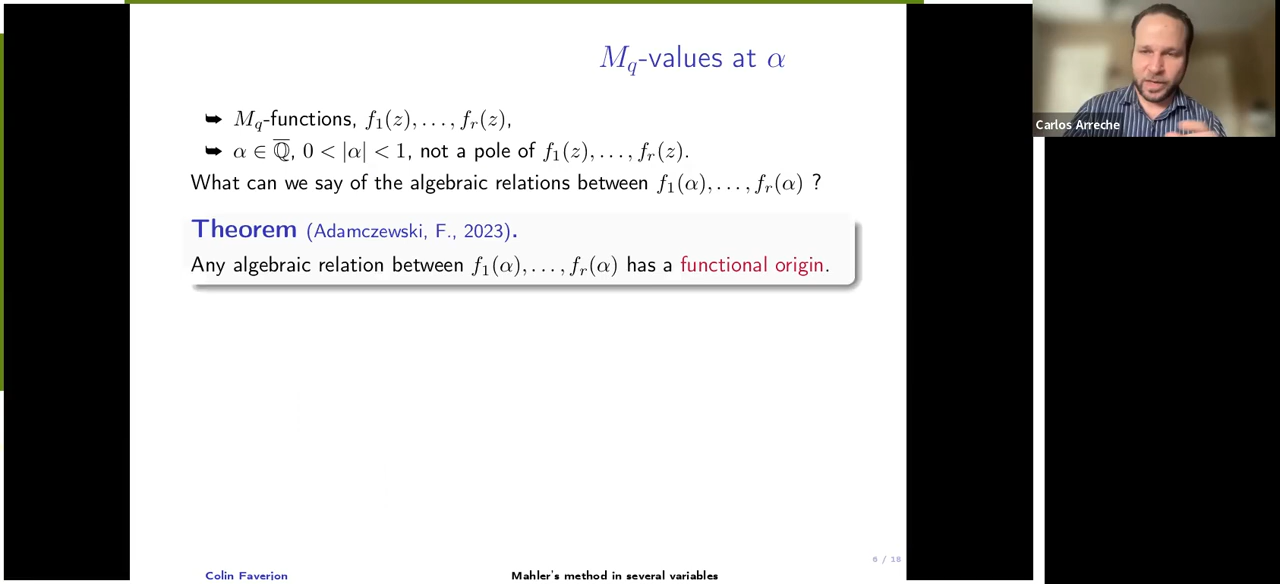 M_q-values at α
➥ M_q-functions, f_1(z), . . . , f_r(z),
➥ α ∈ ℚ̅, 0 < |α| < 1, not a pole of f_1(z), . . . , f_r(z).
What can we say of the algebraic relations between f_1(α), . . . , f_r(α) ?
Theorem (Adamczewski, F., 2023).
Any algebraic relation between f_1(α), . . . , f_r(α) has a functional origin.
6 / 18
Colin Faverjon
Mahler's method in several variables
Carlos Arreche